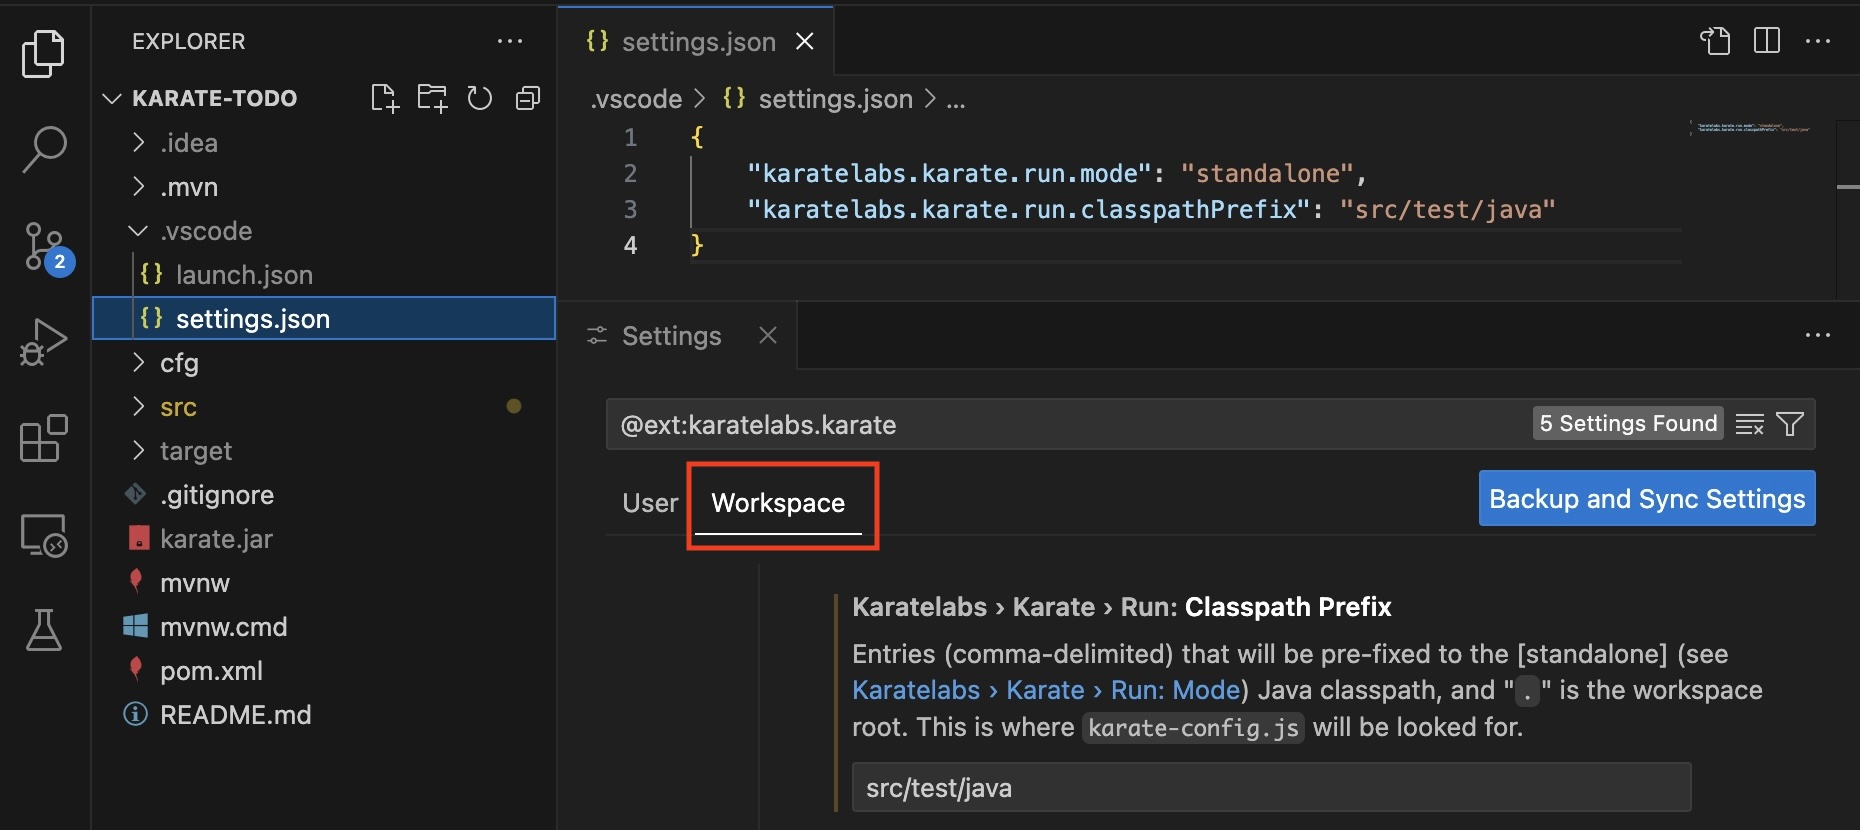 EXPLORER
KARATE-TODO
.idea
.mvn
.vscode
launch.json
settings.json
cfg
src
target
.gitignore
karate.jar
mvnw
mvnw.cmd
pom.xml
README.md
2
settings.json
.vscode > {} settings.json > ...
1 {
2 "karatelabs.karate.run.mode": "standalone",
3 "karatelabs.karate.run.classpathPrefix": "src/test/java"
4 }
Settings
@ext:karatelabs.karate
5 Settings Found
User Workspace
Backup and Sync Settings
Karatelabs › Karate › Run: Classpath Prefix
Entries (comma-delimited) that will be pre-fixed to the [standalone] (see
Karatelabs › Karate › Run: Mode) Java classpath, and "." is the workspace
root. This is where karate-config.js will be looked for.
src/test/java